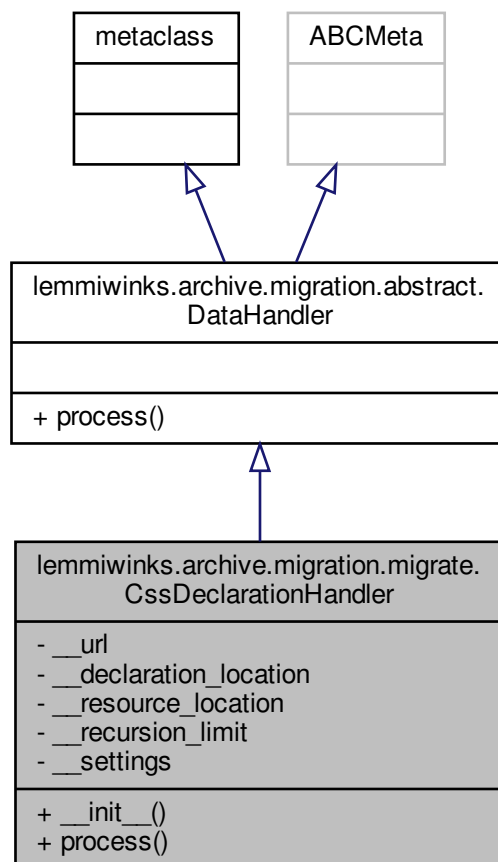 metaclass
ABCMeta
lemmiwinks.archive.migration.abstract.
DataHandler
+ process()
lemmiwinks.archive.migration.migrate.
CssDeclarationHandler
- __url
- __declaration_location
- __resource_location
- __recursion_limit
- __settings
+ __init__()
+ process()